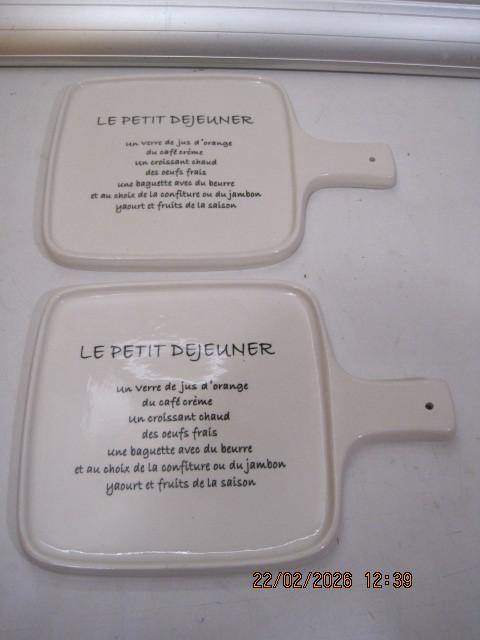 LE PETIT DEJEUNER
un verre de jus d'orange
du café crème
un croissant chaud
des oeufs frais
une baguette avec du beurre
et au choix de la confiture ou du jambon
yaourt et fruits de la saison
LE PETIT DEJEUNER
un verre de jus d'orange
du café crème
un croissant chaud
des oeufs frais
une baguette avec du beurre
et au choix de la confiture ou du jambon
yaourt et fruits de la saison
22/02/2026 12:39